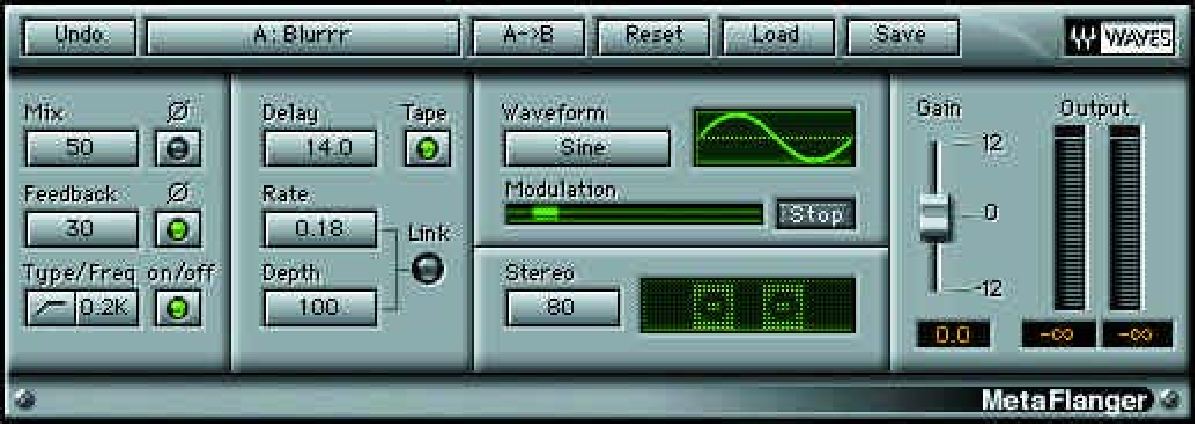 Undo A:Blurrr A->B Reset Load Save WAVES
Mix Ø
50
Feedback Ø
30
Type/Freq on/off
0.2K
Delay Tape
14.0
Rate
0.18
Link
Depth
100
Waveform
Sine
Modulation
Stop
Stereo
80
Gain Output
12
0
-12
0.0 -∞ -∞
MetaFlanger